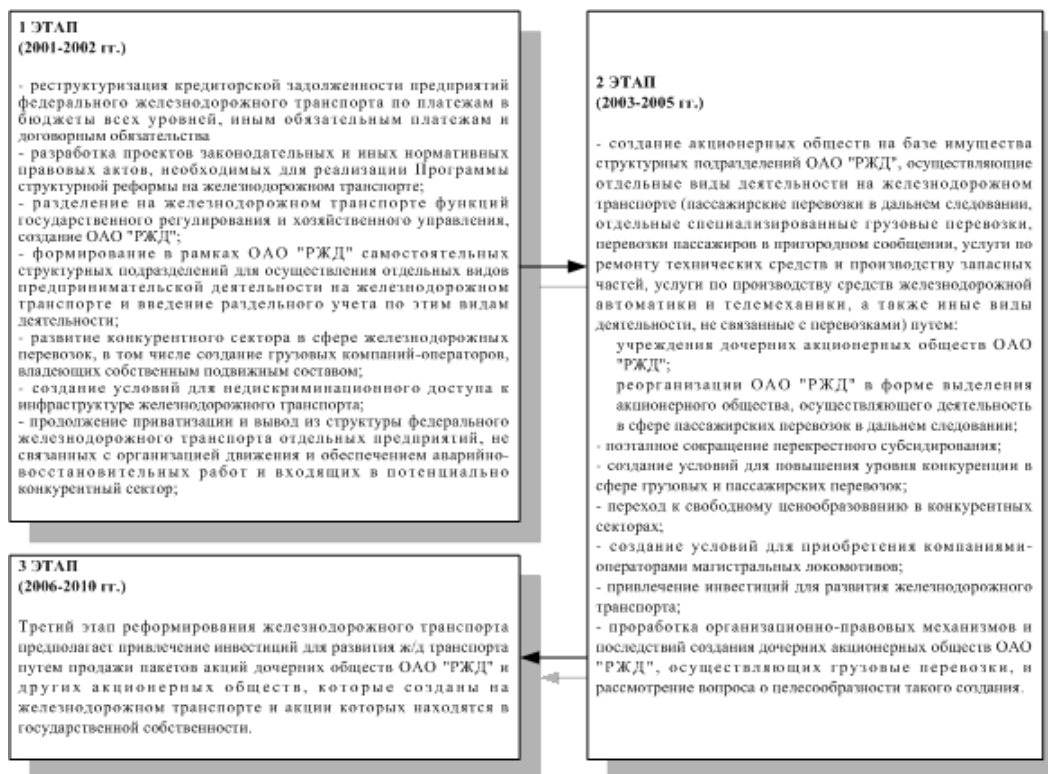 1 ЭТАП
(2001-2002 гг.)
- реструктуризация кредиторской задолженности предприятий
федерального железнодорожного транспорта по платежам в
бюджеты всех уровней, иным обязательным платежам и
договорным обязательства
- разработка проектов законодательных и иных нормативных
правовых актов, необходимых для реализации Программы
структурной реформы на железнодорожном транспорте;
- разделение на железнодорожном транспорте функций
государственного регулирования и хозяйственного управления,
создание ОАО "РЖД";
- формирование в рамках ОАО "РЖД" самостоятельных
структурных подразделений для осуществления отдельных видов
предпринимательской деятельности на железнодорожном
транспорте и введение раздельного учета по этим видам
деятельности;
- развитие конкурентного сектора в сфере железнодорожных
перевозок, в том числе создание грузовых компаний-операторов,
владеющих собственным подвижным составом;
- создание условий для недискриминационного доступа к
инфраструктуре железнодорожного транспорта;
- продолжение приватизации и вывод из структуры федерального
железнодорожного транспорта отдельных предприятий, не
связанных с организацией движения и обеспечением аварийно-
восстановительных работ и входящих в потенциально
конкурентный сектор;
2 ЭТАП
(2003-2005 гг.)
- создание акционерных обществ на базе имущества
структурных подразделений ОАО "РЖД", осуществляющие
отдельные виды деятельности на железнодорожном
транспорте (пассажирские перевозки в дальнем следовании,
отдельные специализированные грузовые перевозки,
перевозки пассажиров в пригородном сообщении, услуги по
ремонту технических средств и производству запасных
частей, услуги по производству средств железнодорожной
автоматики и телемеханики, а также иные виды
деятельности, не связанные с перевозками) путем:
учреждения дочерних акционерных обществ ОАО
"РЖД";
реорганизации ОАО "РЖД" в форме выделения
акционерного общества, осуществляющего деятельность
в сфере пассажирских перевозок в дальнем следовании;
- поэтапное сокращение перекрестного субсидирования;
- создание условий для повышения уровня конкуренции в
сфере грузовых и пассажирских перевозок;
- переход к свободному ценообразованию в конкурентных
секторах;
- создание условий для приобретения компаниями-
операторами магистральных локомотивов;
- привлечение инвестиций для развития железнодорожного
транспорта;
- проработка организационно-правовых механизмов и
последствий создания дочерних акционерных обществ ОАО
"РЖД", осуществляющих грузовые перевозки, и
рассмотрение вопроса о целесообразности такого создания.
3 ЭТАП
(2006-2010 гг.)
Третий этап реформирования железнодорожного транспорта
предполагает привлечение инвестиций для развития ж/д транспорта
путем продажи пакетов акций дочерних обществ ОАО "РЖД" и
других акционерных обществ, которые созданы на
железнодорожном транспорте и акции которых находятся в
государственной собственности.